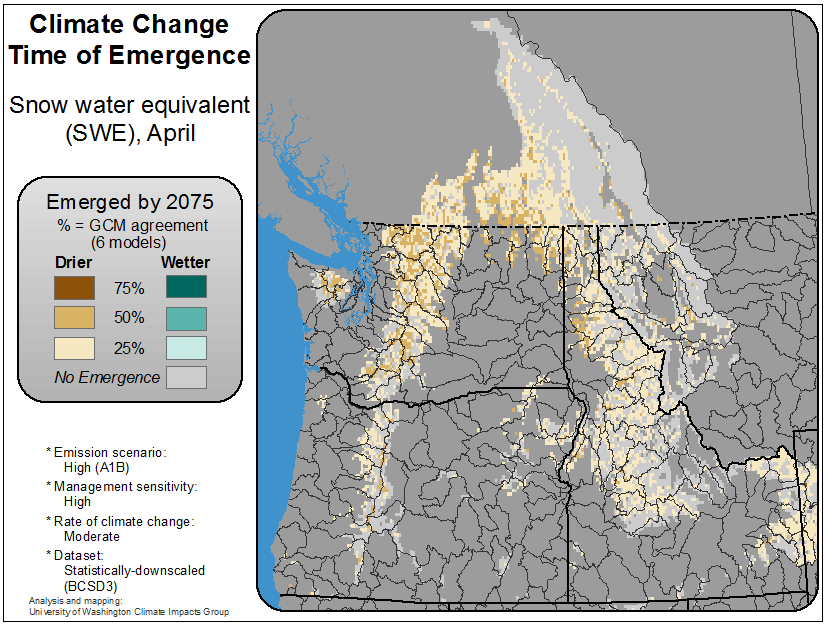 Climate Change
Time of Emergence
Snow water equivalent
(SWE), April
Emerged by 2075
% = GCM agreement
(6 models)
Drier Wetter
75%
50%
25%
No Emergence
* Emission scenario:
High (A1B)
* Management sensitivity:
High
* Rate of climate change:
Moderate
* Dataset:
Statistically-downscaled
(BCSD3)
Analysis and mapping:
University of Washington Climate Impacts Group